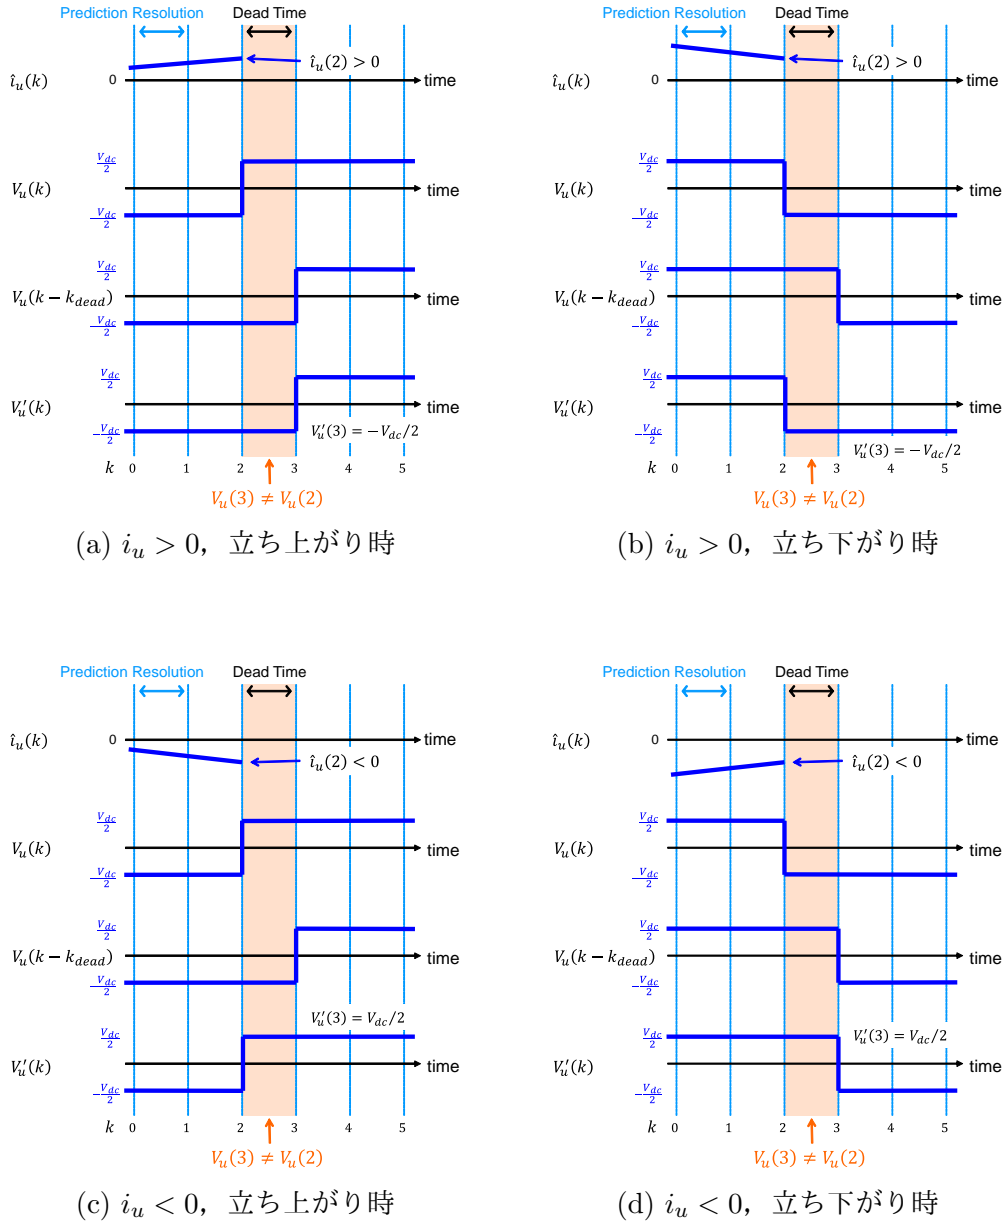 Prediction Resolution Dead Time
î_u(k) 0 î_u(2) > 0 time
V_dc/2
V_u(k) time
-V_dc/2
V_dc/2
V_u(k − k_dead) time
-V_dc/2
V_dc/2
V′_u(k) time
-V_dc/2 V′_u(3) = −V_dc/2
k 0 1 2 3 4 5
V_u(3) ≠ V_u(2)
(a) i_u > 0，立ち上がり時
Prediction Resolution Dead Time
î_u(k) 0 î_u(2) > 0 time
V_dc/2
V_u(k) time
-V_dc/2
V_dc/2
V_u(k − k_dead) time
-V_dc/2
V_dc/2
V′_u(k) time
-V_dc/2 V′_u(3) = −V_dc/2
k 0 1 2 3 4 5
V_u(3) ≠ V_u(2)
(b) i_u > 0，立ち下がり時
Prediction Resolution Dead Time
î_u(k) 0 time
î_u(2) < 0
V_dc/2
V_u(k) time
-V_dc/2
V_dc/2
V_u(k − k_dead) time
-V_dc/2
V′_u(3) = V_dc/2
V_dc/2
V′_u(k) time
-V_dc/2
k 0 1 2 3 4 5
V_u(3) ≠ V_u(2)
(c) i_u < 0，立ち上がり時
Prediction Resolution Dead Time
î_u(k) 0 time
î_u(2) < 0
V_dc/2
V_u(k) time
-V_dc/2
V_dc/2
V_u(k − k_dead) time
-V_dc/2
V_dc/2 V′_u(3) = V_dc/2
V′_u(k) time
-V_dc/2
k 0 1 2 3 4 5
V_u(3) ≠ V_u(2)
(d) i_u < 0，立ち下がり時